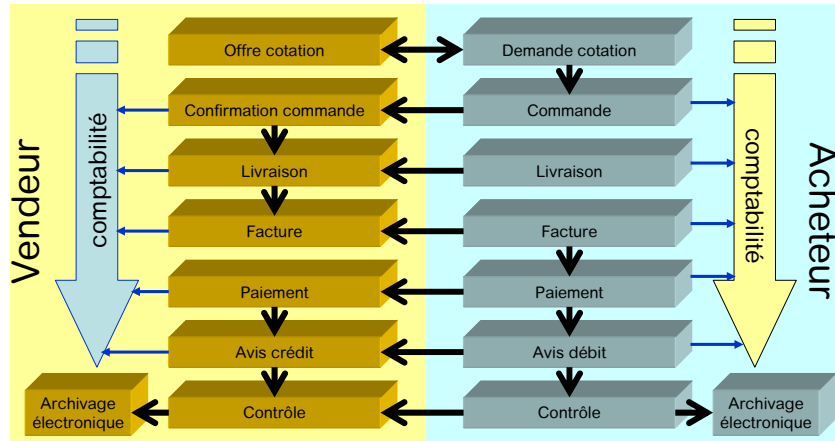 Offre cotation
Demande cotation
Confirmation commande
Commande
Livraison
Livraison
Facture
Facture
Paiement
Paiement
Avis crédit
Avis débit
Contrôle
Contrôle
Archivage
électronique
Archivage
électronique
Vendeur
comptabilité
comptabilité
Acheteur